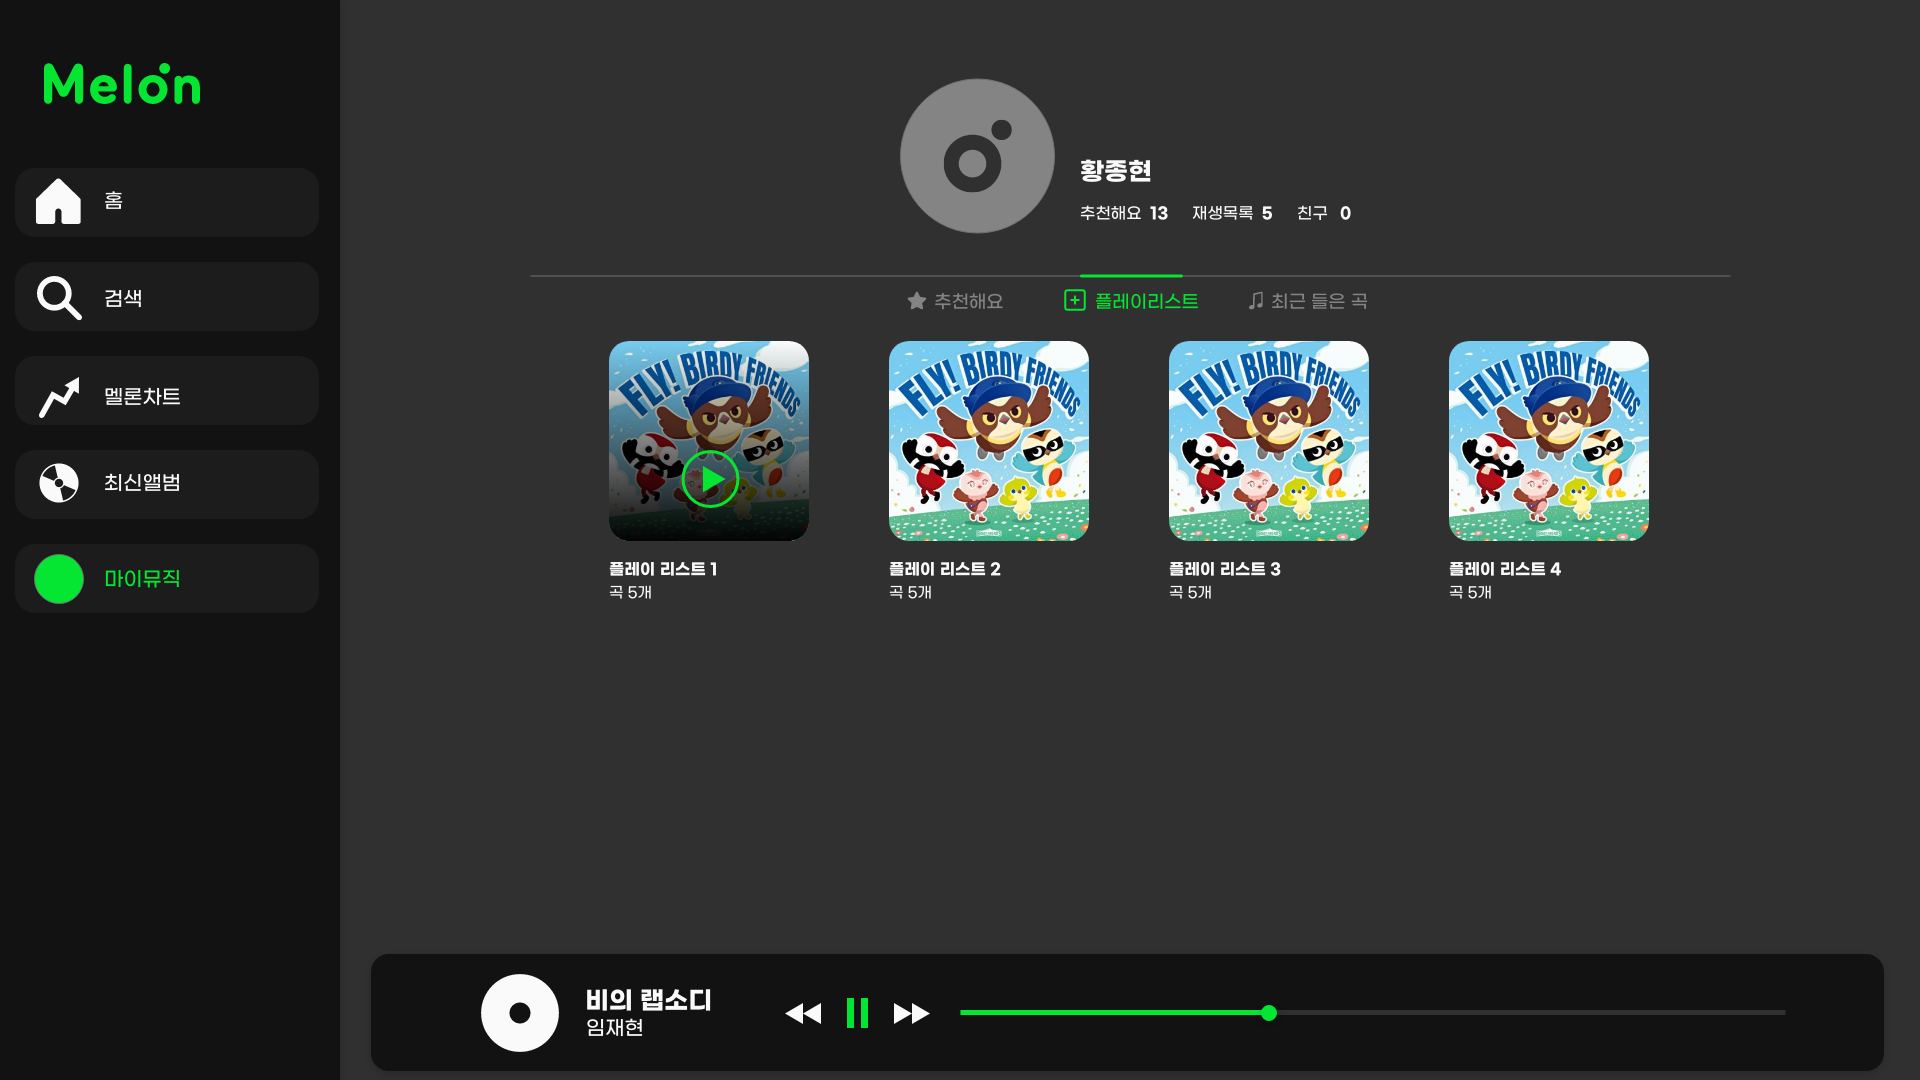 Melon
홈
검색
멜론차트
최신앨범
마이뮤직
황종현
추천해요 13 재생목록 5 친구 0
추천해요 플레이리스트 최근 들은 곡
FLY! BIRDY FRIENDS
FLY! BIRDY FRIENDS
FLY! BIRDY FRIENDS
FLY! BIRDY FRIENDS
플레이 리스트 1
곡 5개
플레이 리스트 2
곡 5개
플레이 리스트 3
곡 5개
플레이 리스트 4
곡 5개
비의 랩소디
임재현